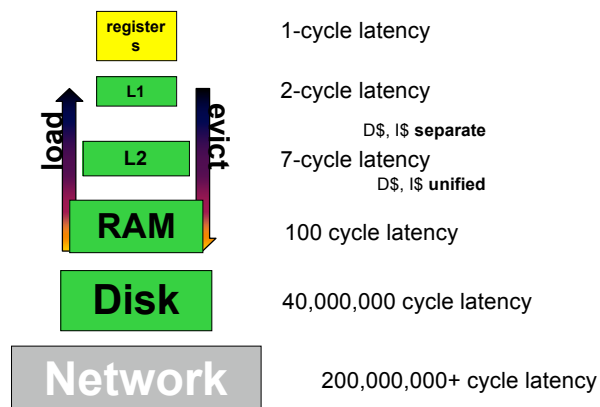 register
s
1-cycle latency
L1
2-cycle latency
load
evict
D$, I$ separate
L2
7-cycle latency
D$, I$ unified
RAM
100 cycle latency
Disk
40,000,000 cycle latency
Network
200,000,000+ cycle latency